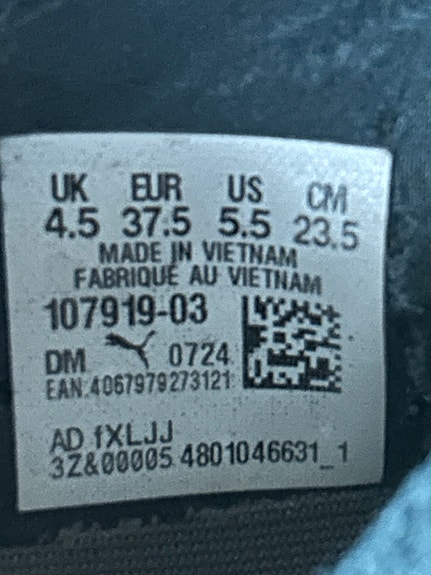 UK EUR US CM
4.5 37.5 5.5 23.5
MADE IN VIETNAM
FABRIQUÉ AU VIETNAM
107919-03
DM 0724
EAN:4067979273121
AD fXLJJ
3Z&00005 4801046631_1